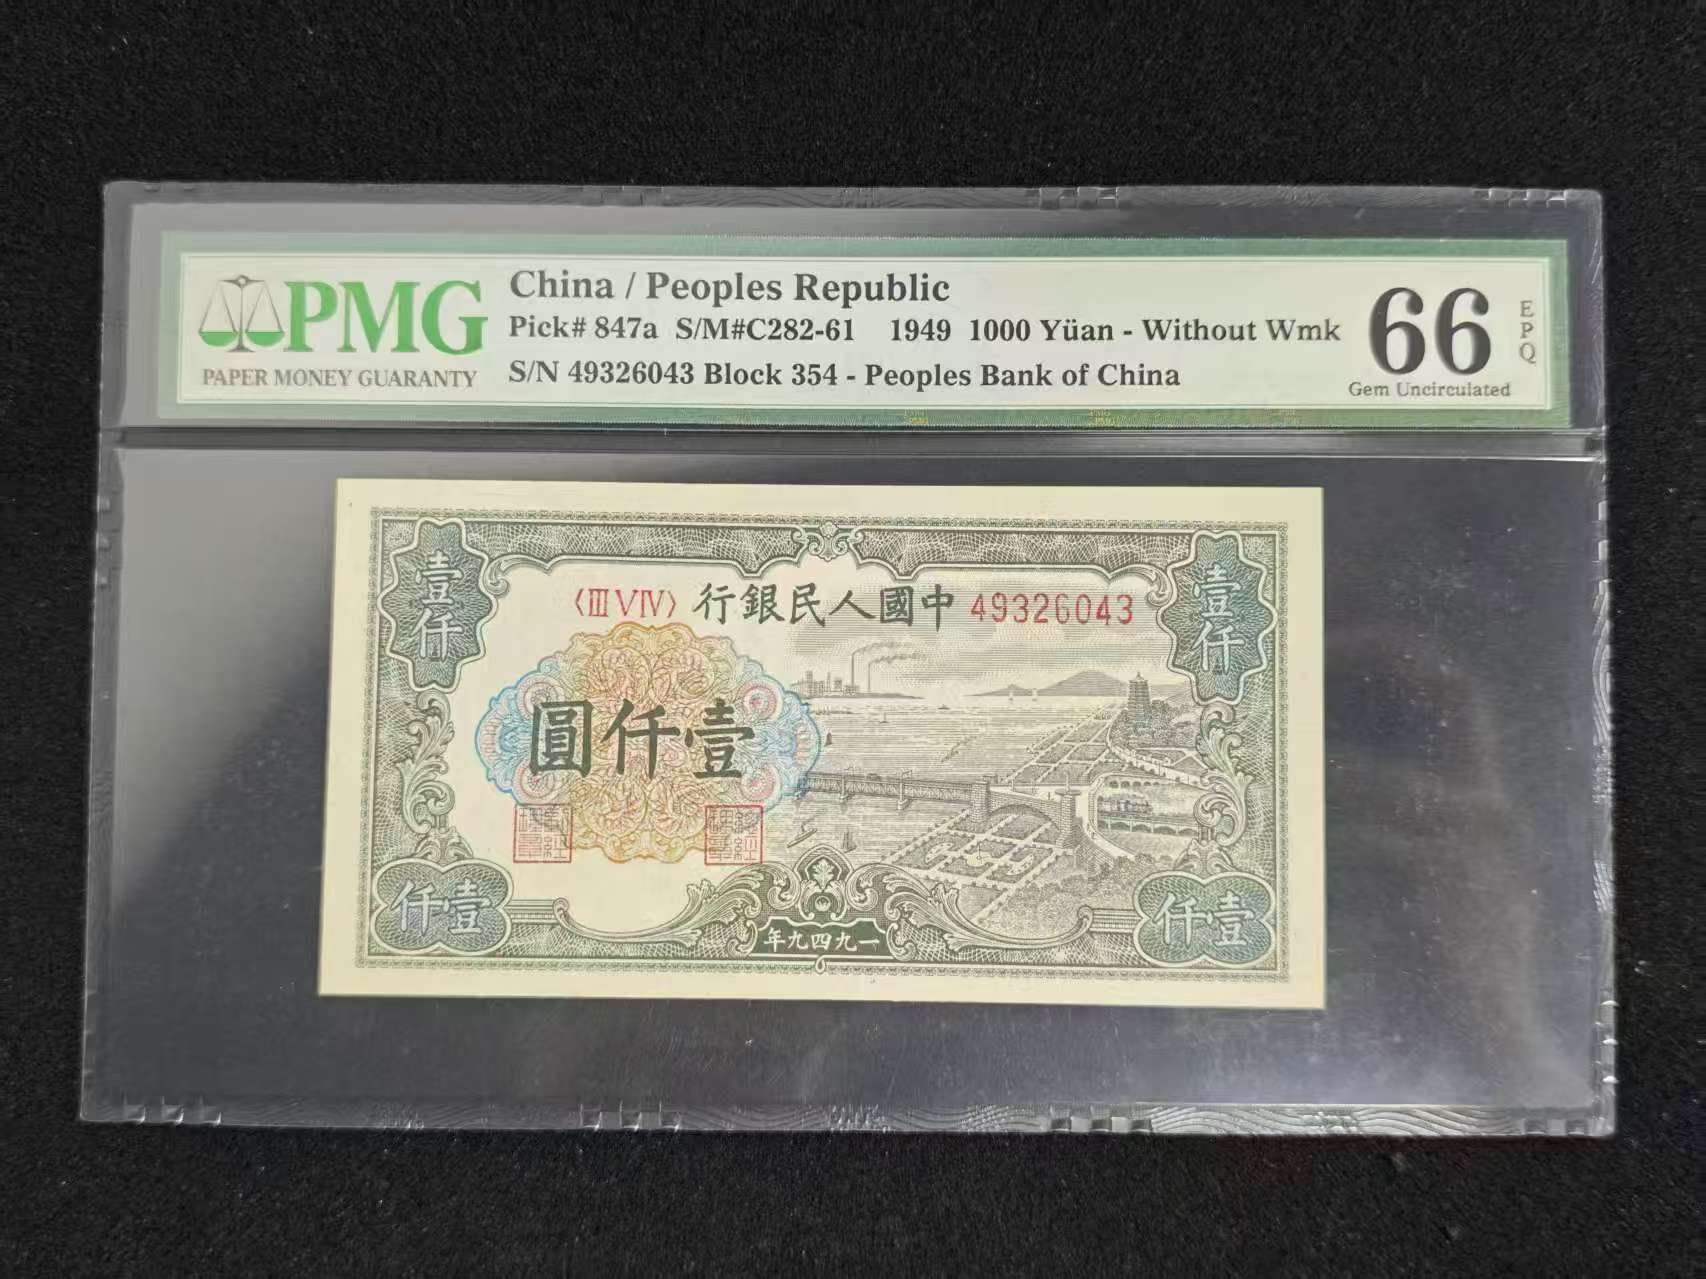 PMG
PAPER MONEY GUARANTY
China / Peoples Republic
Pick# 847a S/M#C282-61 1949 1000 Yüan - Without Wmk
S/N 49326043 Block 354 - Peoples Bank of China
66
EPQ
Gem Uncirculated
壹仟
〈III V IV〉 行銀民人國中 49326043
壹仟
圓仟壹
仟壹
年九四九一
仟壹